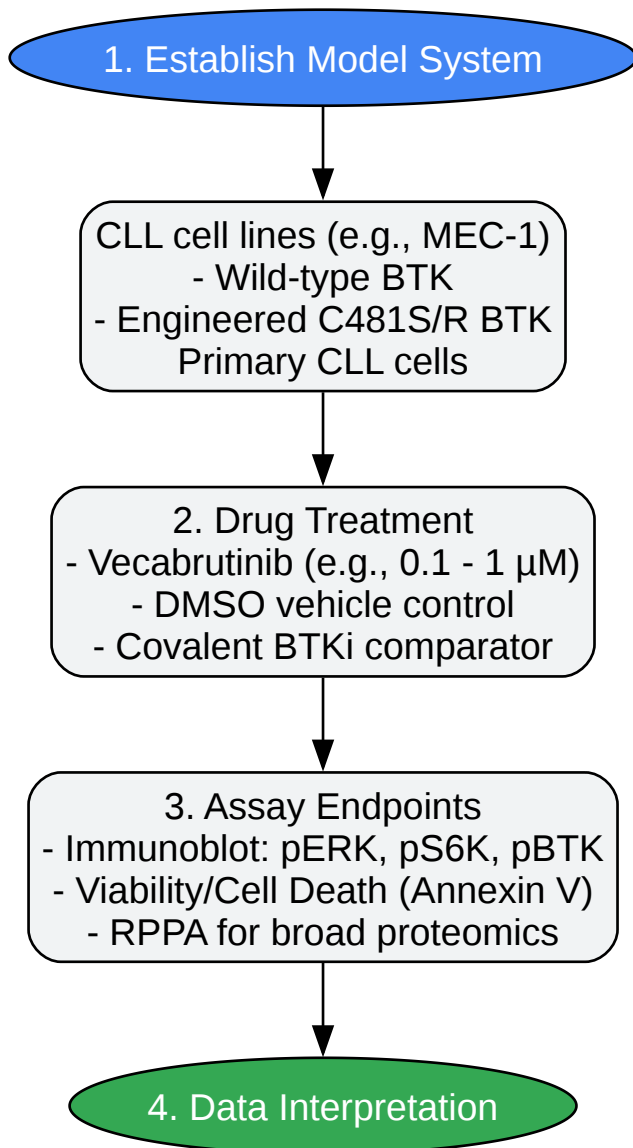 1. Establish Model System
CLL cell lines (e.g., MEC-1)
- Wild-type BTK
- Engineered C481S/R BTK
Primary CLL cells
2. Drug Treatment
- Vecabrutinib (e.g., 0.1 - 1 µM)
- DMSO vehicle control
- Covalent BTKi comparator
3. Assay Endpoints
- Immunoblot: pERK, pS6K, pBTK
- Viability/Cell Death (Annexin V)
- RPPA for broad proteomics
4. Data Interpretation